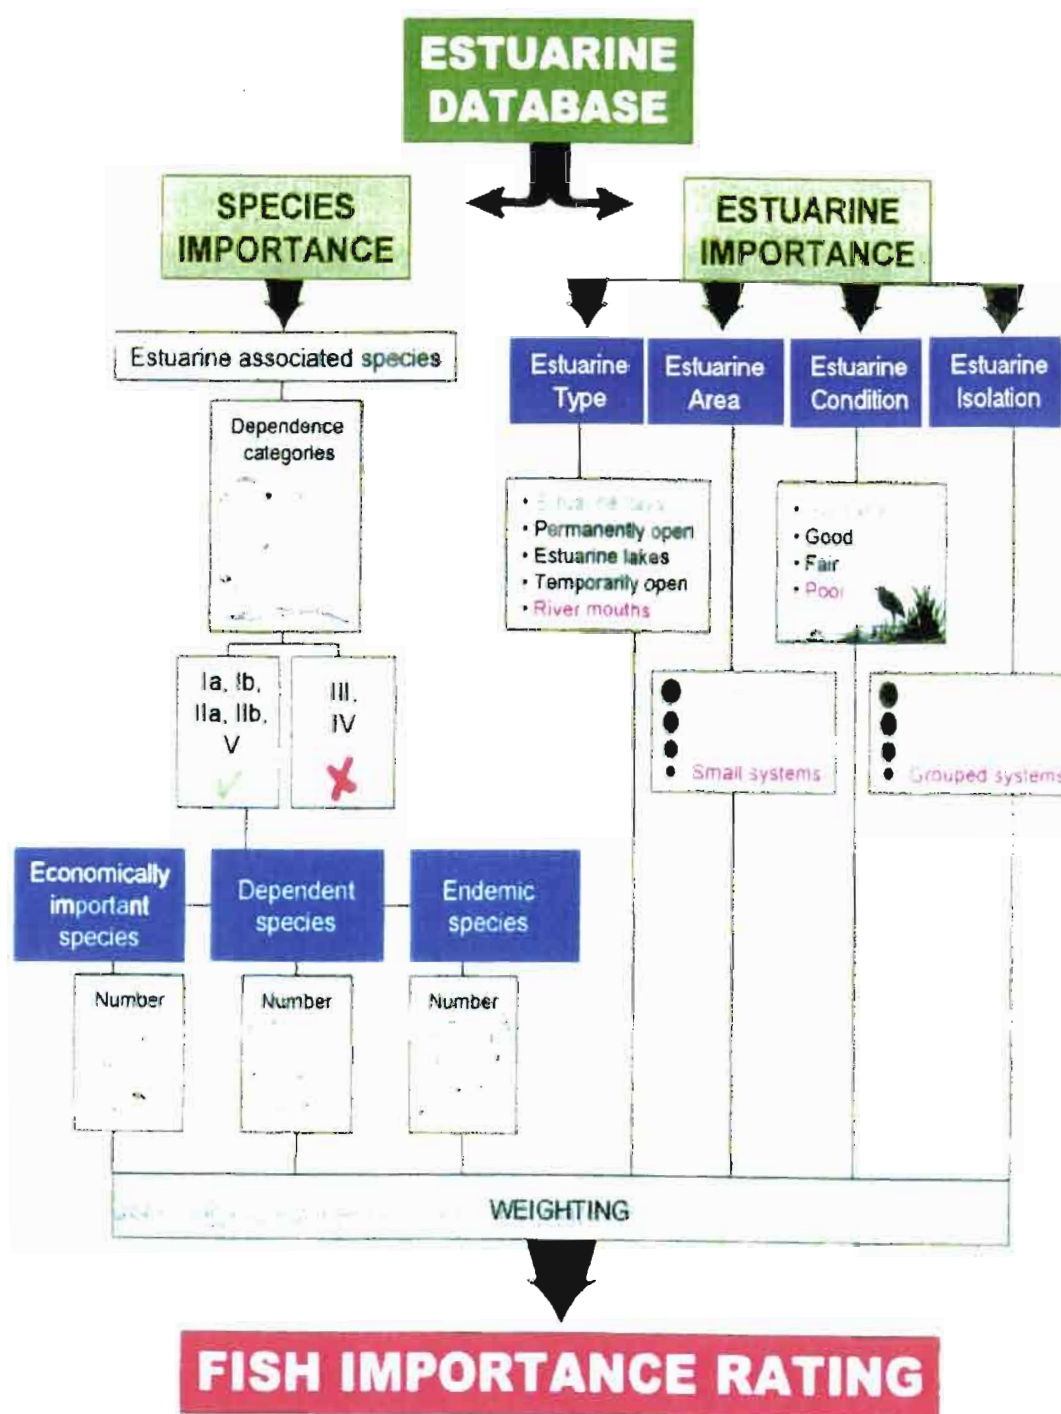 ESTUARINE
DATABASE
SPECIES
IMPORTANCE
ESTUARINE
IMPORTANCE
Estuarine associated species
Dependence
categories
Ia, Ib,
IIa, IIb,
V
III,
IV
Economically
important
species
Dependent
species
Endemic
species
Number
Number
Number
Estuarine
Type
Estuarine
Area
Estuarine
Condition
Estuarine
Isolation
• Permanently open
• Estuarine lakes
• Temporarily open
• River mouths
• Good
• Fair
• Poor
Small systems
Grouped systems
WEIGHTING
FISH IMPORTANCE RATING